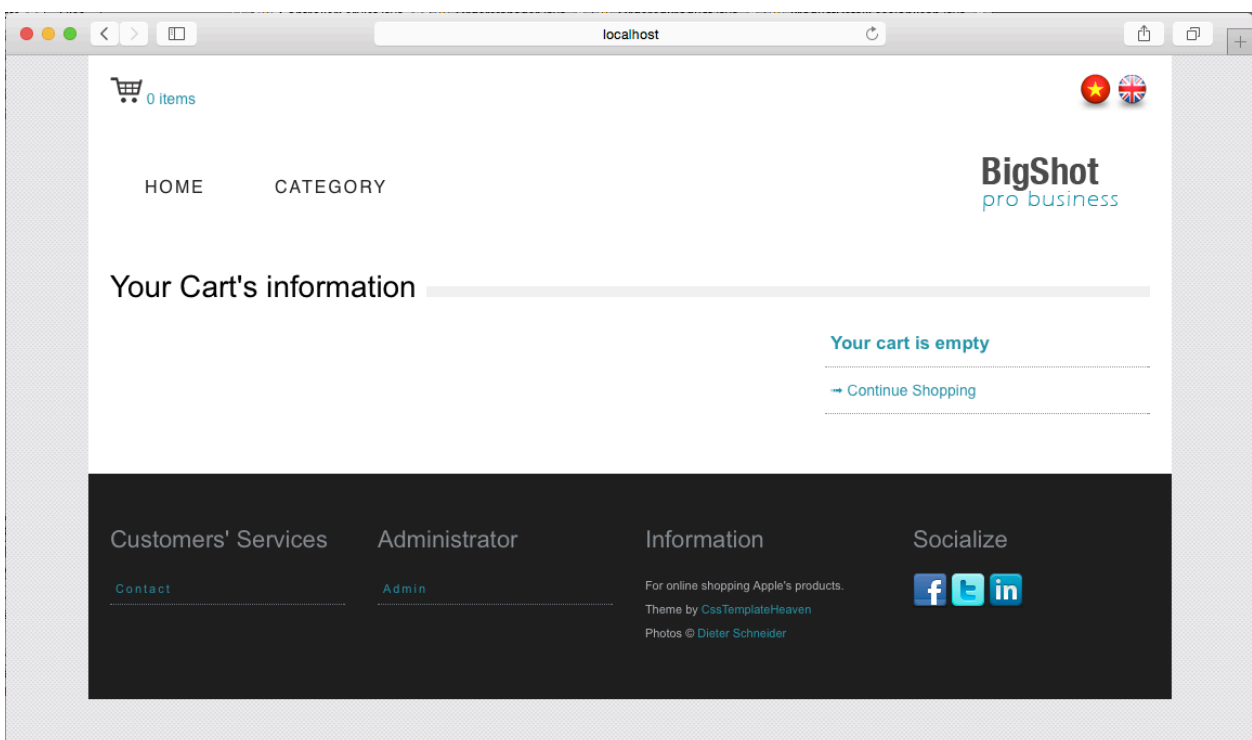 localhost
0 items
HOME CATEGORY
BigShot
pro business
Your Cart's information
Your cart is empty
→ Continue Shopping
Customers' Services
Contact
Administrator
Admin
Information
For online shopping Apple's products.
Theme by CssTemplateHeaven
Photos © Dieter Schneider
Socialize